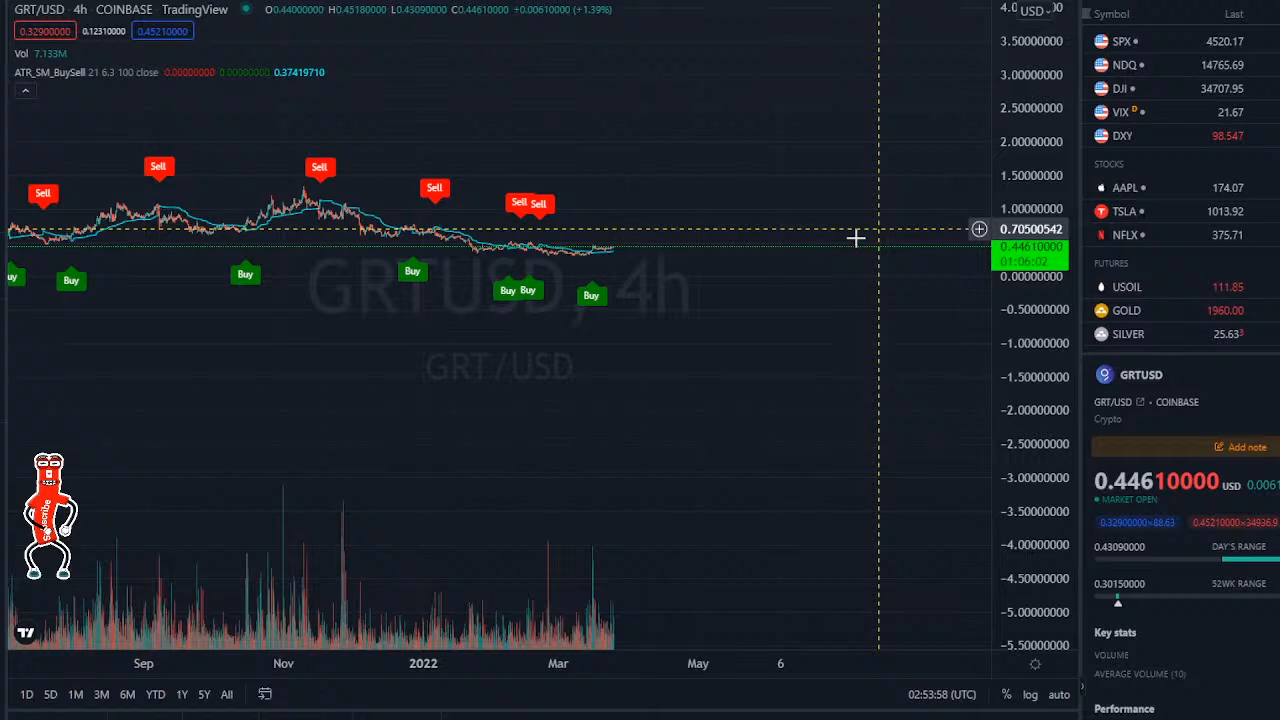 GRT/USD · 4h · COINBASE · TradingView
O0.44000000 H0.45180000 L0.43090000 C0.44610000 +0.00610000 (+1.39%)
0.32900000 0.12310000 0.45210000
Vol 7.133M
ATR_SM_BuySell 21 6.3 100 close 0.00000000 0.00000000 0.37419710
Sell
Sell
Sell
Sell
Sell
Sell
uy
Buy
Buy
Buy
Buy
Buy
Buy
GRTUSD, 4h
GRT/USD
Subscribe
USD
3.50000000
3.00000000
2.50000000
2.00000000
1.50000000
1.00000000
0.70500542
0.44610000
01:06:02
0.00000000
−0.50000000
−1.00000000
−1.50000000
−2.00000000
−2.50000000
−3.00000000
−3.50000000
−4.00000000
−4.50000000
−5.00000000
−5.50000000
Sep Nov 2022 Mar May 6
1D 5D 1M 3M 6M YTD 1Y 5Y All
02:53:58 (UTC) % log auto
Symbol Last
SPX 4520.17
NDQ 14765.69
DJI 34707.95
VIX D 21.67
DXY 98.547
STOCKS
AAPL 174.07
TSLA 1013.92
NFLX 375.71
FUTURES
USOIL 111.85
GOLD 1960.00
SILVER 25.633
GRTUSD
GRT/USD · COINBASE
Crypto
Add note
0.44610000 USD 0.0061
MARKET OPEN
0.32900000×88.63 0.45210000×34936.9
0.43090000 DAY'S RANGE
0.30150000 52WK RANGE
Key stats
VOLUME
AVERAGE VOLUME (10)
Performance